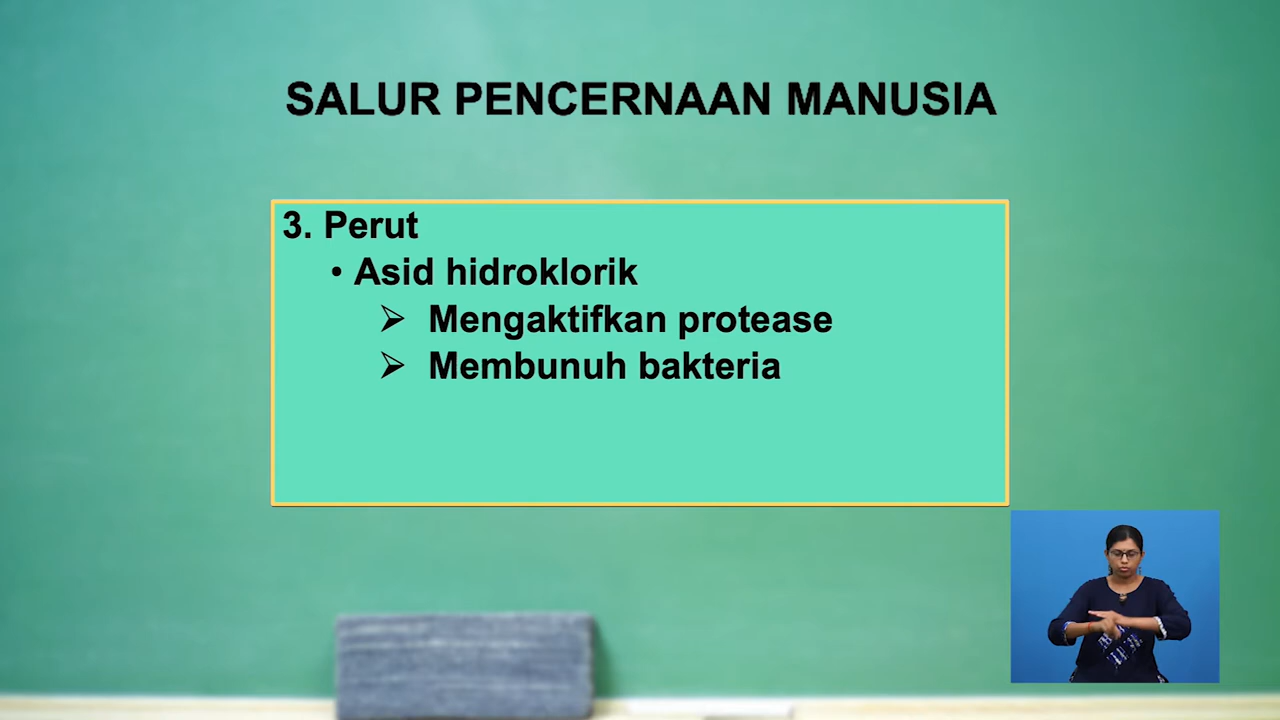 SALUR PENCERNAAN MANUSIA
3. Perut
• Asid hidroklorik
➢ Mengaktifkan protease
➢ Membunuh bakteria